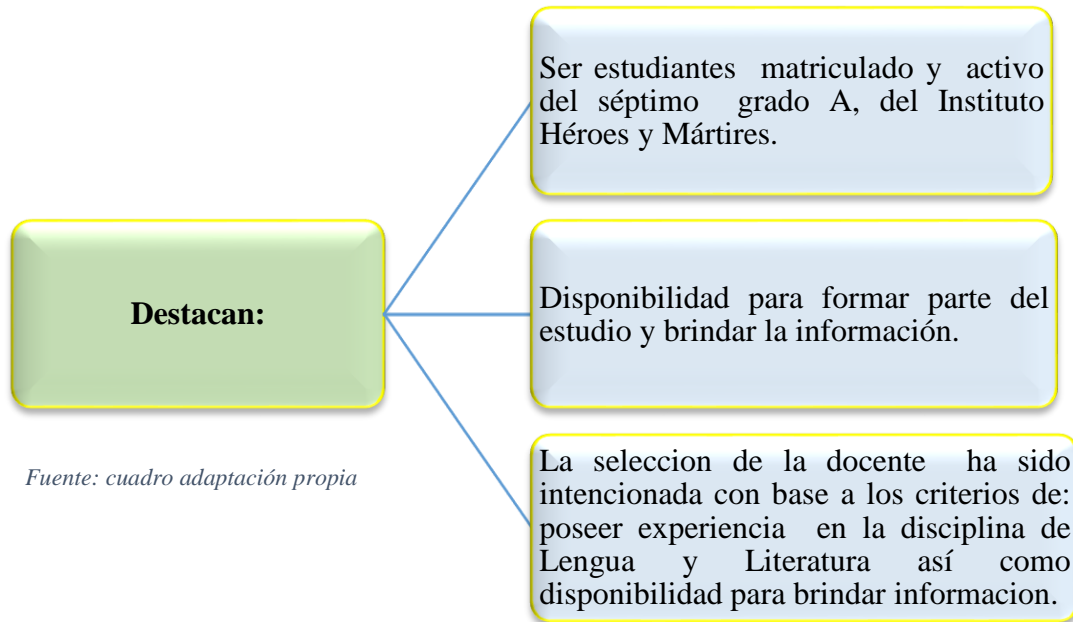 Ser estudiantes matriculado y activo
del séptimo grado A, del Instituto
Héroes y Mártires.
Destacan:
Disponibilidad para formar parte del
estudio y brindar la información.
Fuente: cuadro adaptación propia
La seleccion de la docente ha sido
intencionada con base a los criterios de:
poseer experiencia en la disciplina de
Lengua y Literatura así como
disponibilidad para brindar informacion.